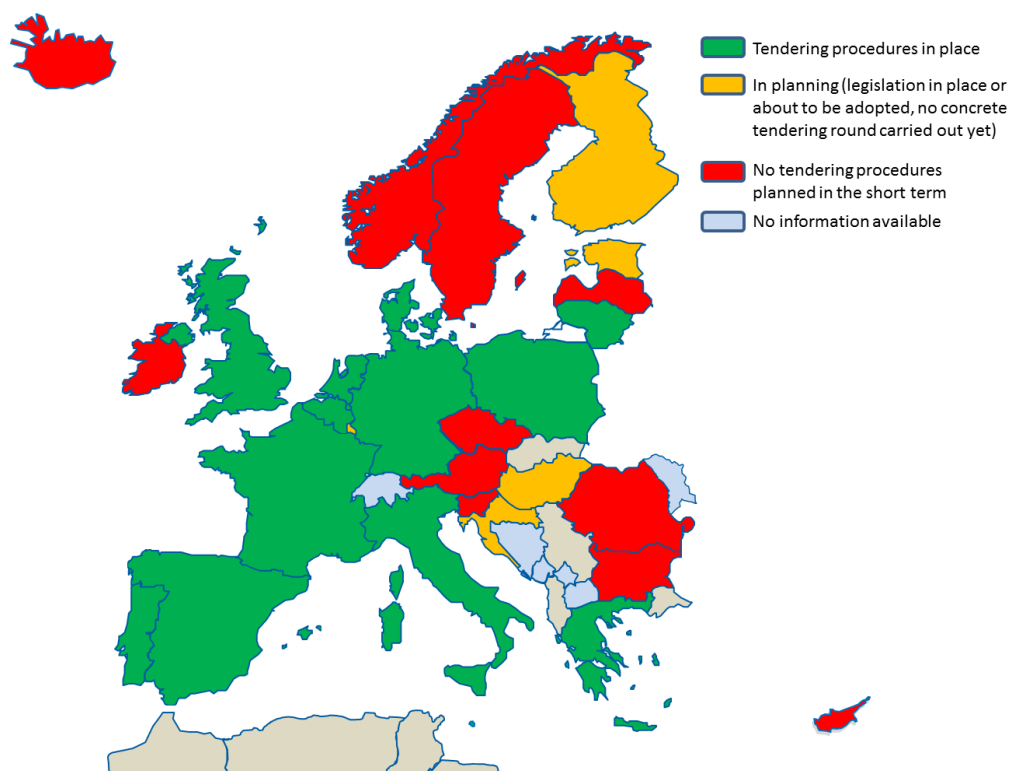 Tendering procedures in place
In planning (legislation in place or
about to be adopted, no concrete
tendering round carried out yet)
No tendering procedures
planned in the short term
No information available